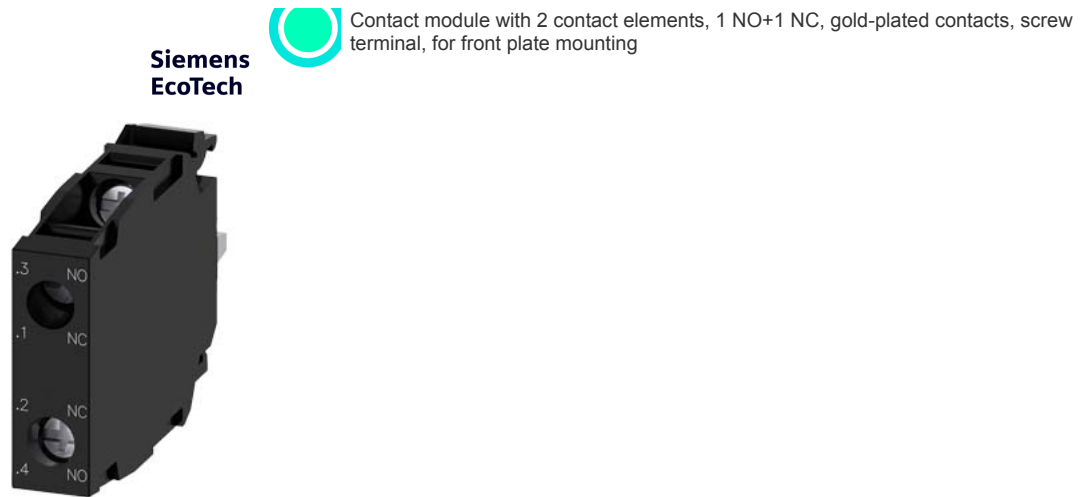 Contact module with 2 contact elements, 1 NO+1 NC, gold-plated contacts, screw
terminal, for front plate mounting
Siemens
EcoTech
.3 NO
.1 NC
.2 NC
.4 NO